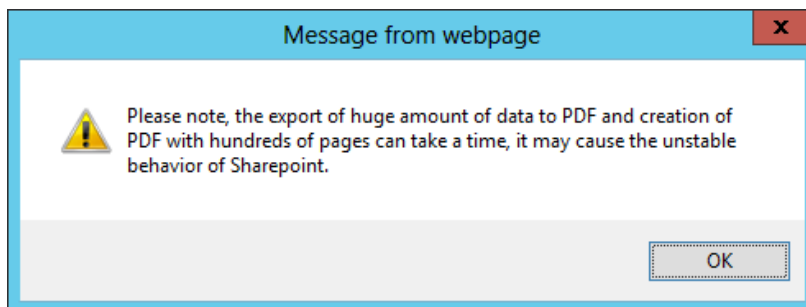 Message from webpage
x
Please note, the export of huge amount of data to PDF and creation of
PDF with hundreds of pages can take a time, it may cause the unstable
behavior of Sharepoint.
OK